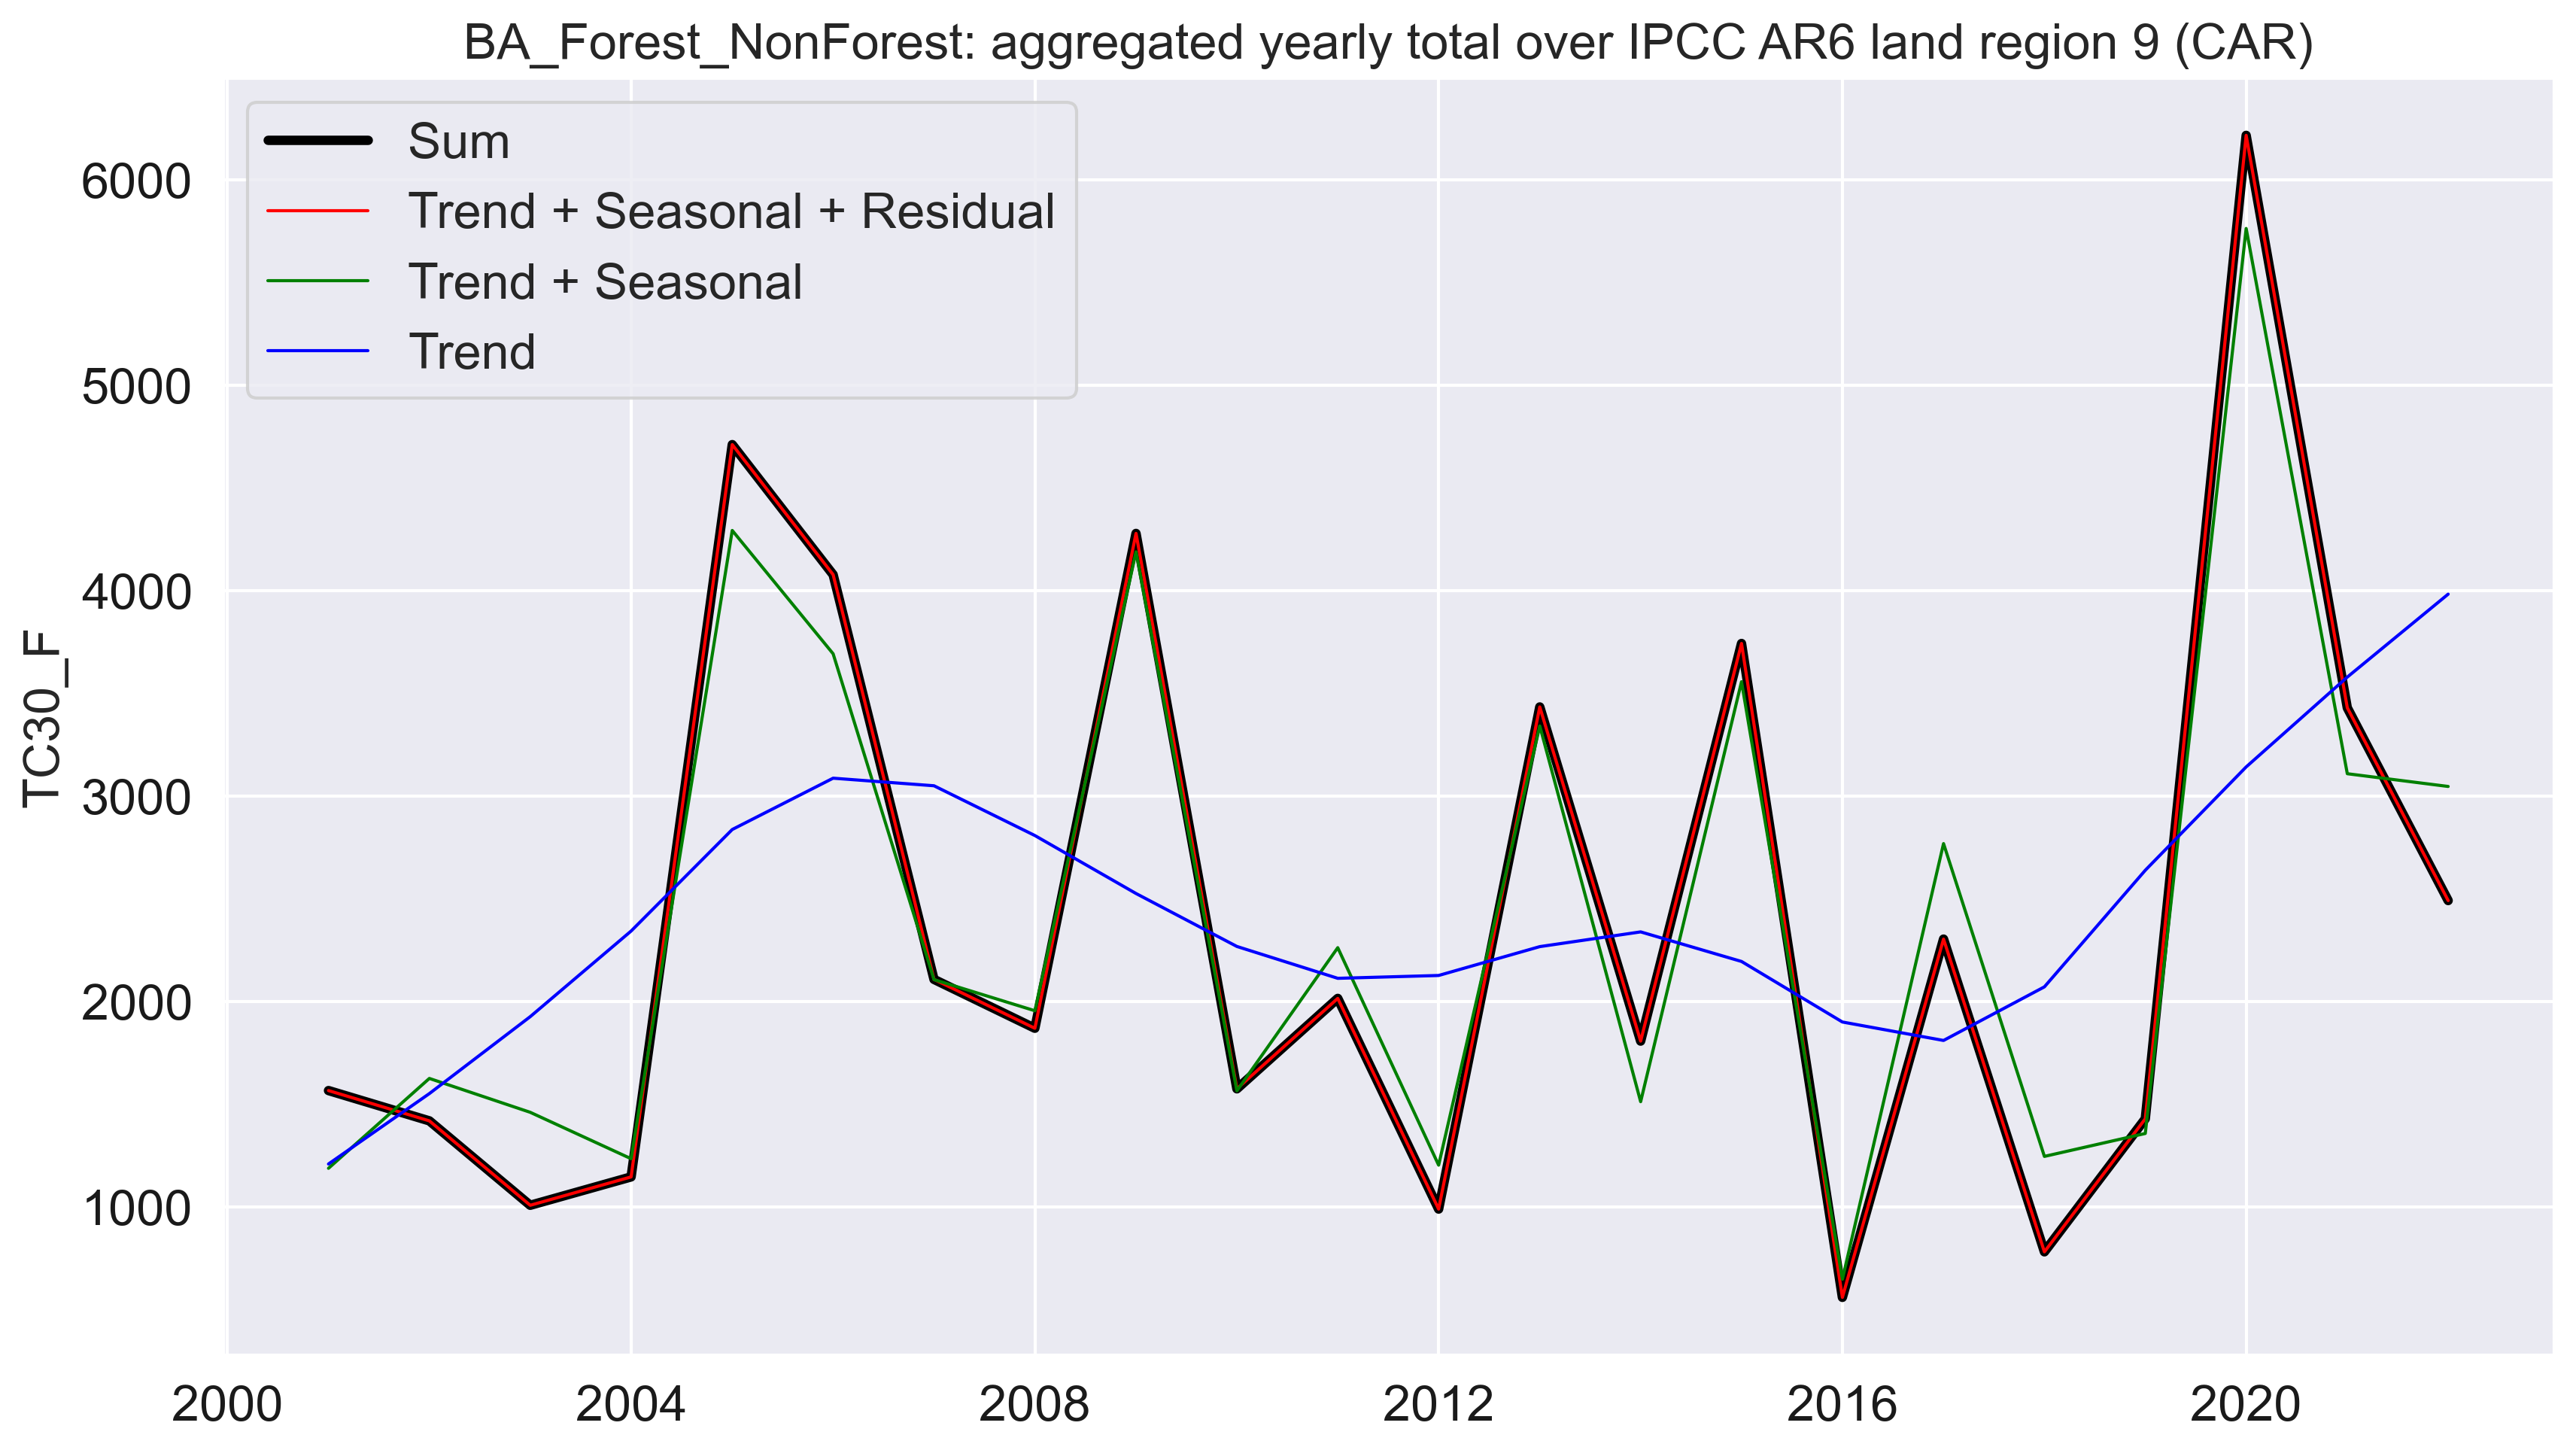 BA_Forest_NonForest: aggregated yearly total over IPCC AR6 land region 9 (CAR)
Sum
Trend + Seasonal + Residual
Trend + Seasonal
Trend
TC30_F
6000
5000
4000
3000
2000
1000
2000 2004 2008 2012 2016 2020